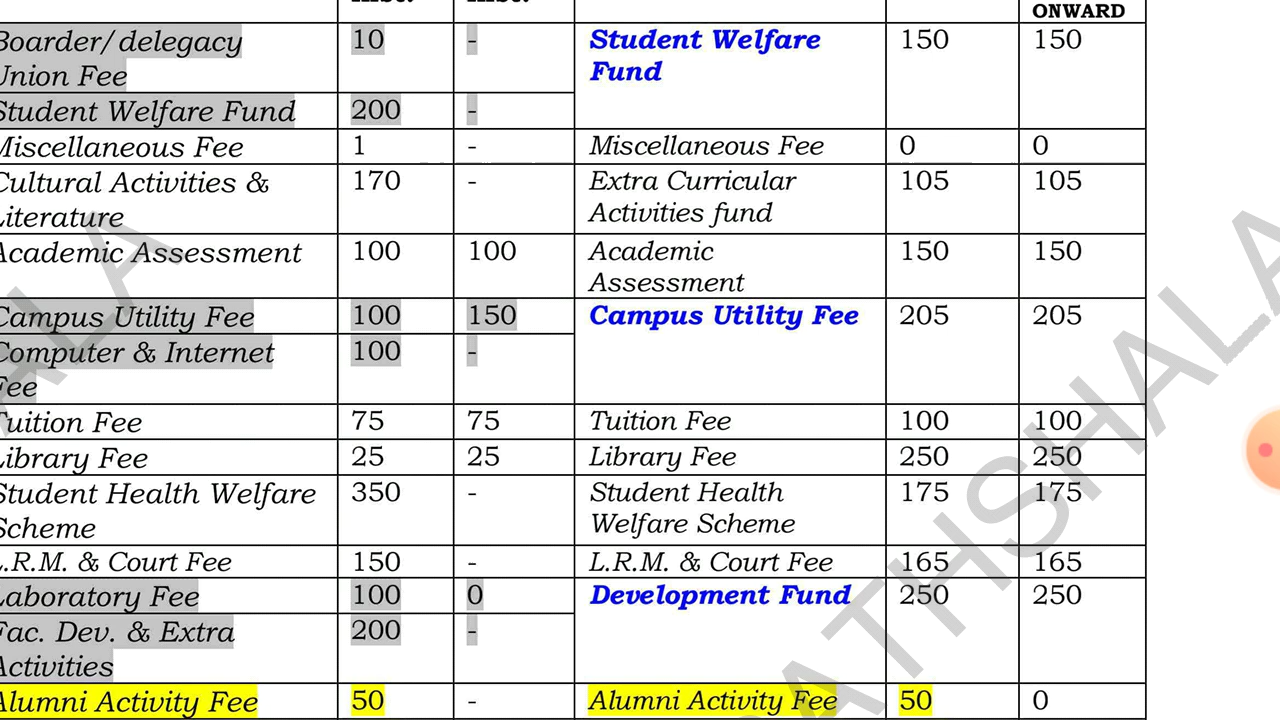 ONWARD
Boarder/delegacy 10 - Student Welfare 150 150
Union Fee Fund
Student Welfare Fund 200 -
Miscellaneous Fee 1 - Miscellaneous Fee 0 0
Cultural Activities & 170 - Extra Curricular 105 105
Literature Activities fund
Academic Assessment 100 100 Academic 150 150
Assessment
Campus Utility Fee 100 150 Campus Utility Fee 205 205
Computer & Internet 100 -
Fee
Tuition Fee 75 75 Tuition Fee 100 100
Library Fee 25 25 Library Fee 250 250
Student Health Welfare 350 - Student Health 175 175
Scheme Welfare Scheme
L.R.M. & Court Fee 150 - L.R.M. & Court Fee 165 165
Laboratory Fee 100 0 Development Fund 250 250
Fac. Dev. & Extra 200 -
Activities
Alumni Activity Fee 50 - Alumni Activity Fee 50 0